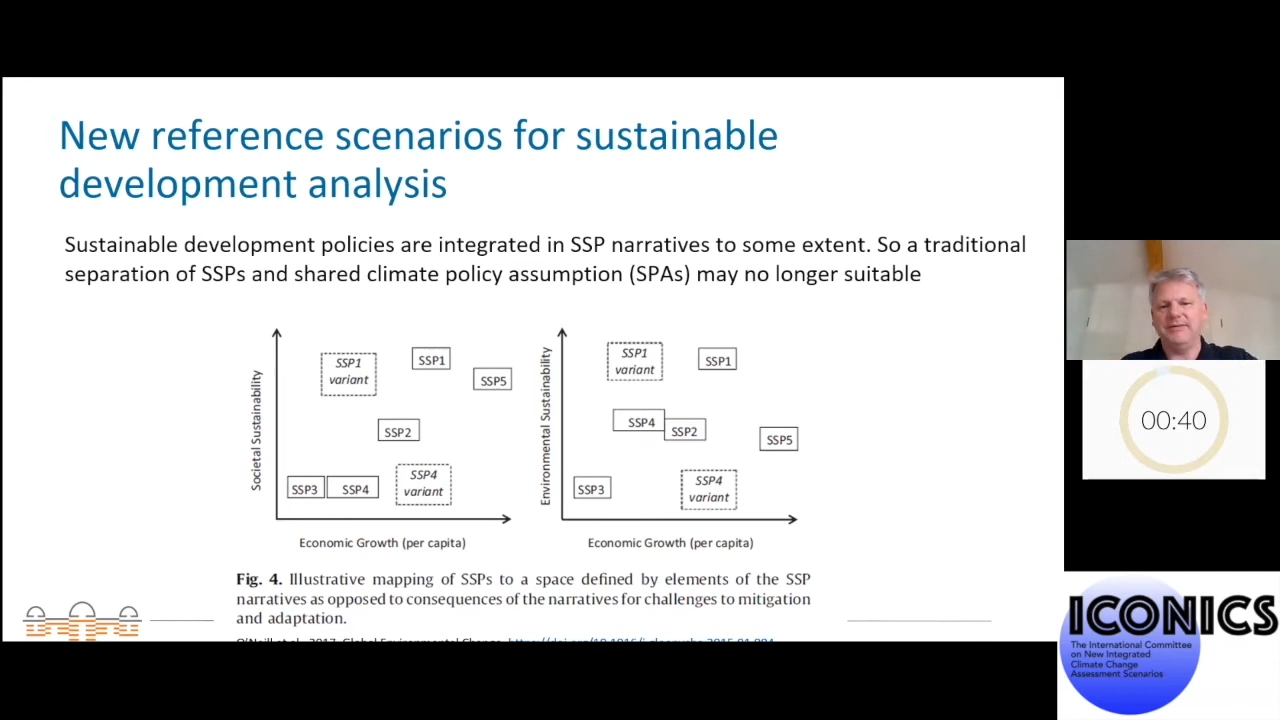 New reference scenarios for sustainable
development analysis
Sustainable development policies are integrated in SSP narratives to some extent. So a traditional
separation of SSPs and shared climate policy assumption (SPAs) may no longer suitable
Societal Sustainability
SSP1
variant
SSP1
SSP5
SSP2
SSP3
SSP4
SSP4
variant
Economic Growth (per capita)
Environmental Sustainability
SSP1
variant
SSP1
SSP4
SSP2
SSP5
SSP3
SSP4
variant
Economic Growth (per capita)
Fig. 4. Illustrative mapping of SSPs to a space defined by elements of the SSP
narratives as opposed to consequences of the narratives for challenges to mitigation
and adaptation.
00:40
ICONICS
The International Committee
on New Integrated
Climate Change
Assessment Scenarios